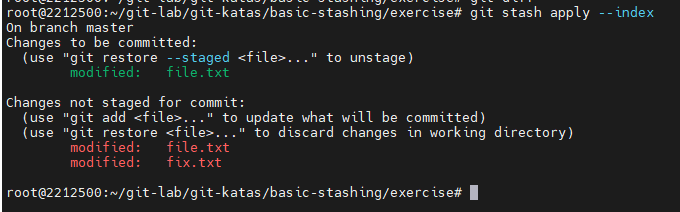 root@2212500:~/git-lab/git-katas/basic-stashing/exercise# git stash apply --index
On branch master
Changes to be committed:
  (use "git restore --staged <file>..." to unstage)
        modified:   file.txt

Changes not staged for commit:
  (use "git add <file>..." to update what will be committed)
  (use "git restore <file>..." to discard changes in working directory)
        modified:   file.txt
        modified:   fix.txt

root@2212500:~/git-lab/git-katas/basic-stashing/exercise#